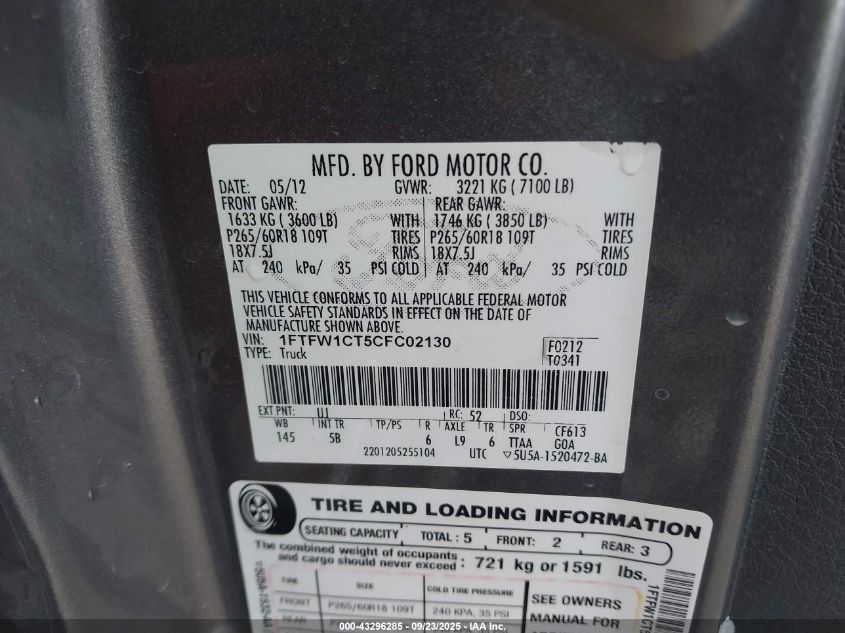 MFD. BY FORD MOTOR CO.
DATE: 05/12 GVWR: 3221 KG ( 7100 LB)
FRONT GAWR: REAR GAWR:
1633 KG ( 3600 LB) WITH 1746 KG ( 3850 LB) WITH
P265/60R18 109T TIRES P265/60R18 109T TIRES
18X7.5J RIMS 18X7.5J RIMS
AT 240 kPa/ 35 PSI COLD AT 240 kPa/ 35 PSI COLD
THIS VEHICLE CONFORMS TO ALL APPLICABLE FEDERAL MOTOR
VEHICLE SAFETY STANDARDS IN EFFECT ON THE DATE OF
MANUFACTURE SHOWN ABOVE.
VIN: 1FTFW1CT5CFC02130
TYPE: Truck
F0212
T0341
EXT PNT: UJ RC: 52 DSO:
WB INT TR TP/PS R AXLE TR SPR CF613
145 5B 6 L9 6 TTAA GOA
2201205255104 UTC ▽5U5A-1520472-BA
TIRE AND LOADING INFORMATION
SEATING CAPACITY TOTAL : 5 FRONT: 2 REAR: 3
The combined weight of occupants
and cargo should never exceed : 721 kg or 1591 lbs.
TIRE SIZE COLD TIRE PRESSURE
FRONT P265/60R18 109T 240 KPA, 35 PSI
SEE OWNERS
MANUAL FOR
REAR
1FTFW1CT5
000-43296285 - 09/23/2025 - IAA, Inc.